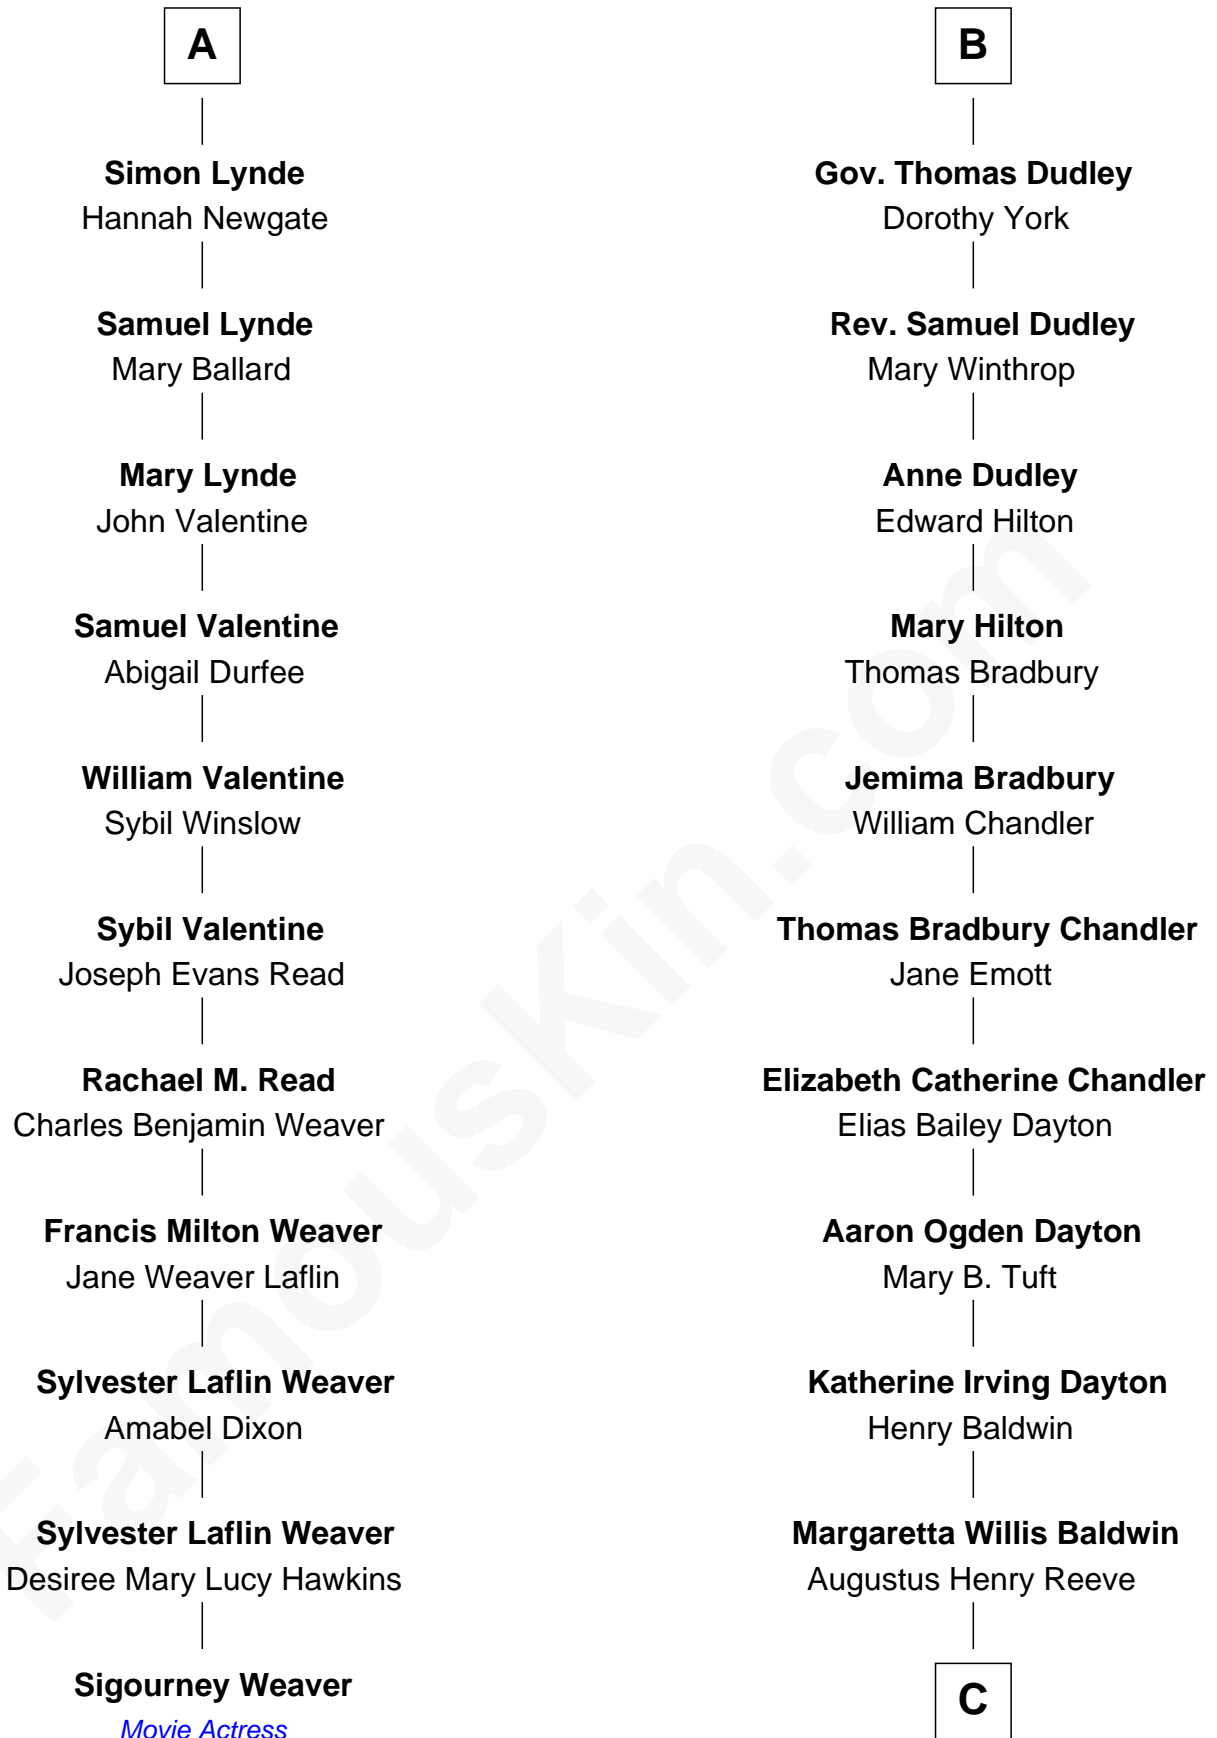 A
Simon Lynde
Hannah Newgate
Samuel Lynde
Mary Ballard
Mary Lynde
John Valentine
Samuel Valentine
Abigail Durfee
William Valentine
Sybil Winslow
Sybil Valentine
Joseph Evans Read
Rachael M. Read
Charles Benjamin Weaver
Francis Milton Weaver
Jane Weaver Laflin
Sylvester Laflin Weaver
Amabel Dixon
Sylvester Laflin Weaver
Desiree Mary Lucy Hawkins
Sigourney Weaver
Movie Actress
B
Gov. Thomas Dudley
Dorothy York
Rev. Samuel Dudley
Mary Winthrop
Anne Dudley
Edward Hilton
Mary Hilton
Thomas Bradbury
Jemima Bradbury
William Chandler
Thomas Bradbury Chandler
Jane Emott
Elizabeth Catherine Chandler
Elias Bailey Dayton
Aaron Ogden Dayton
Mary B. Tuft
Katherine Irving Dayton
Henry Baldwin
Margaretta Willis Baldwin
Augustus Henry Reeve
C
FamousKin.com